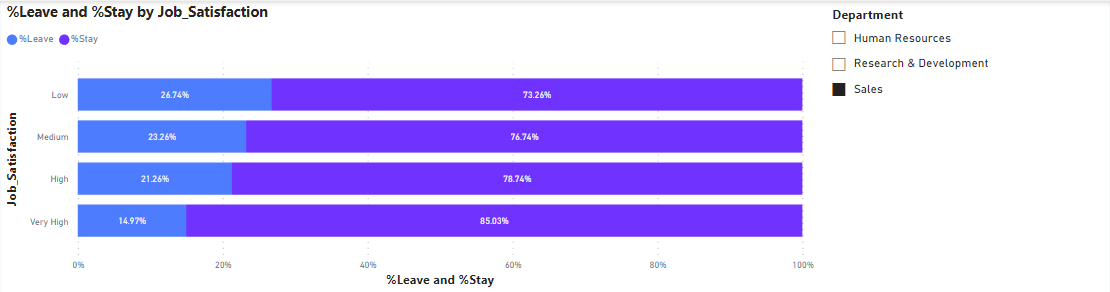 %Leave and %Stay by Job_Satisfaction
%Leave %Stay
Job_Satisfaction
Low 26.74% 73.26%
Medium 23.26% 76.74%
High 21.26% 78.74%
Very High 14.97% 85.03%
0% 20% 40% 60% 80% 100%
%Leave and %Stay
Department
Human Resources
Research & Development
Sales